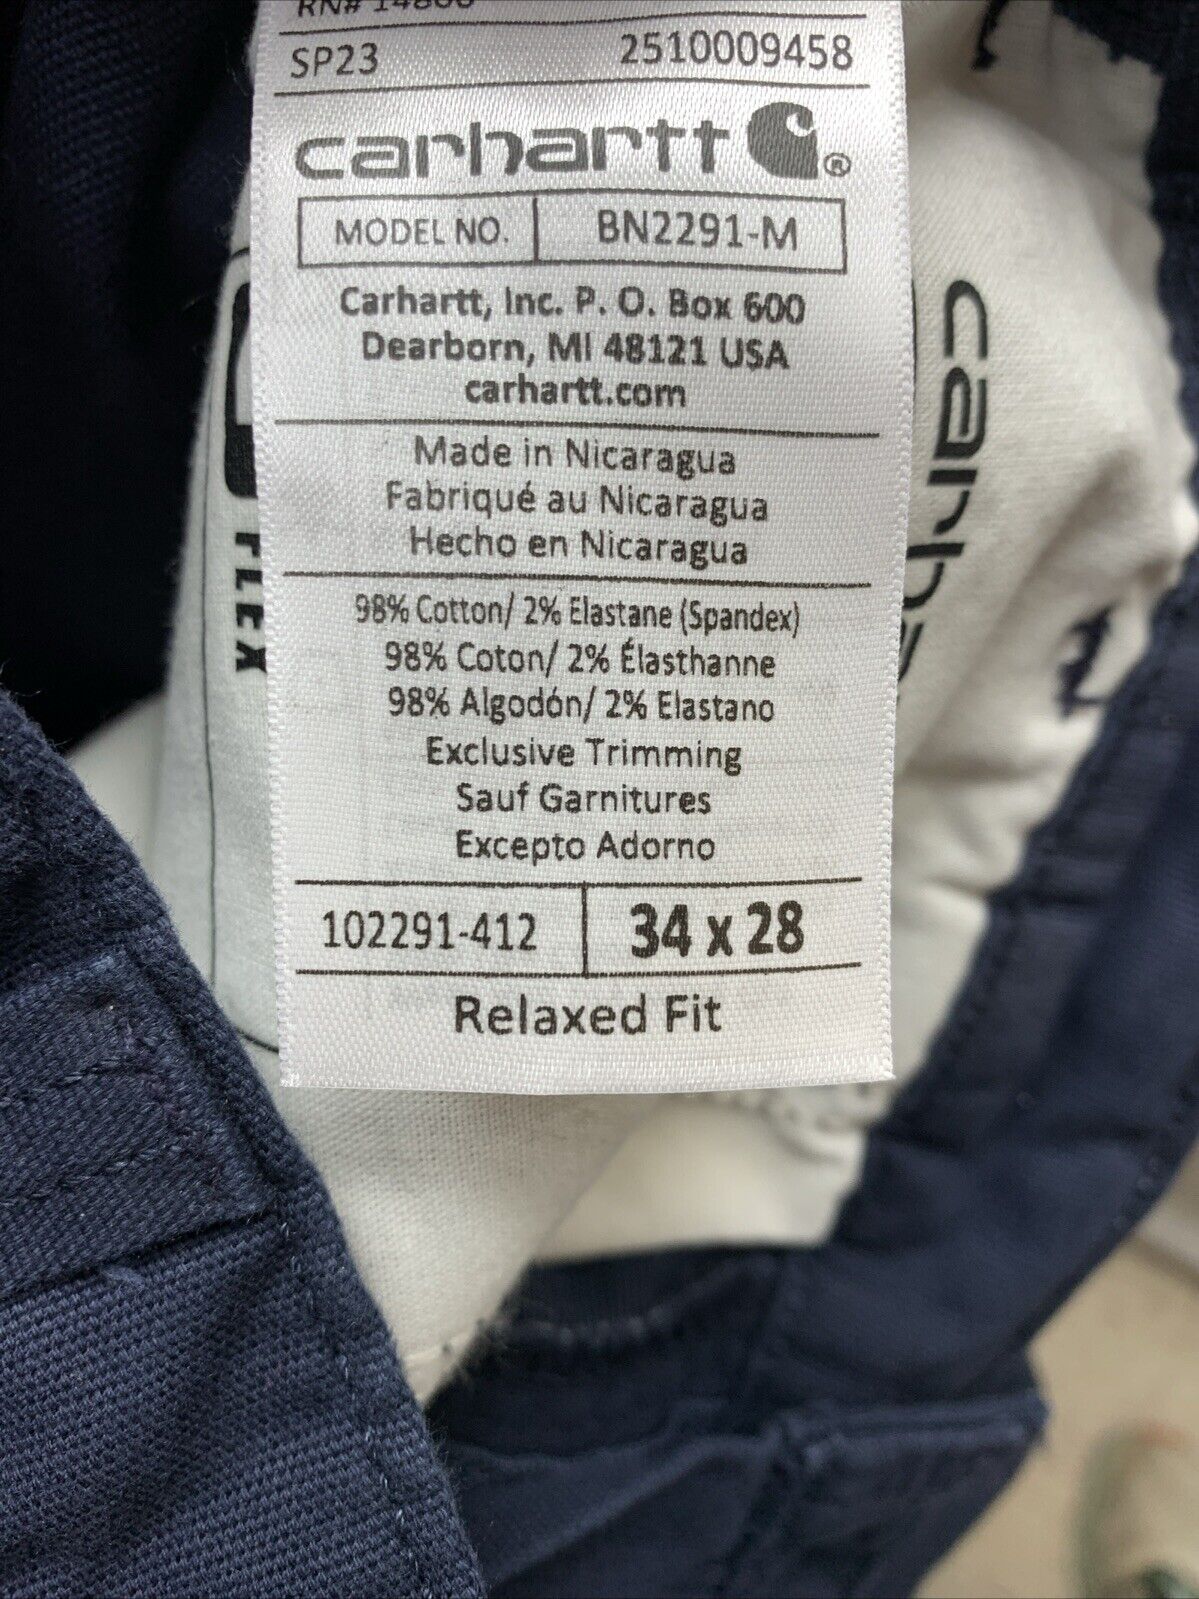 RN# 14806
SP23 2510009458
carhartt ®
MODEL NO. BN2291-M
Carhartt, Inc. P. O. Box 600
Dearborn, MI 48121 USA
carhartt.com
Made in Nicaragua
Fabriqué au Nicaragua
Hecho en Nicaragua
98% Cotton/ 2% Elastane (Spandex)
98% Coton/ 2% Élasthanne
98% Algodón/ 2% Elastano
Exclusive Trimming
Sauf Garnitures
Excepto Adorno
102291-412 34 x 28
Relaxed Fit
FLEX